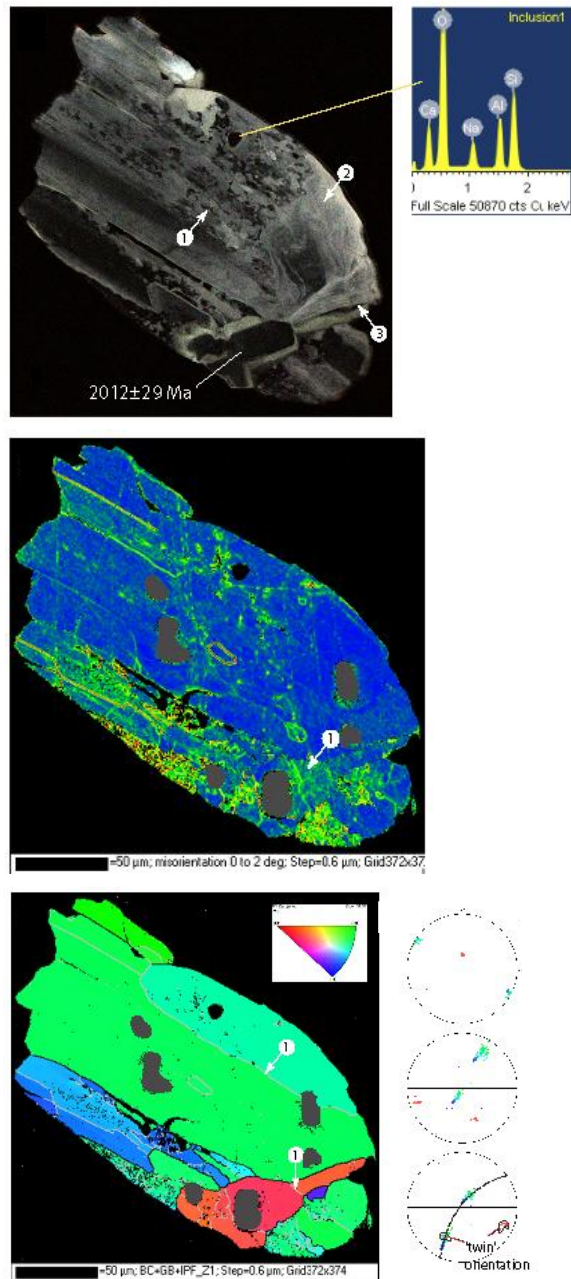 Inclusion1
O
Ca
Na
Al
Si
1
2
Full Scale 50870 cts Cu keV
2
1
3
2012±29 Ma
1
=50 µm; misorientation 0 to 2 deg; Step=0.6 µm; Grid372x37
1
1
=50 µm; BC+GB+IPF_Z1; Step=0.6 µm; Grid372x374
'twin'
orientation